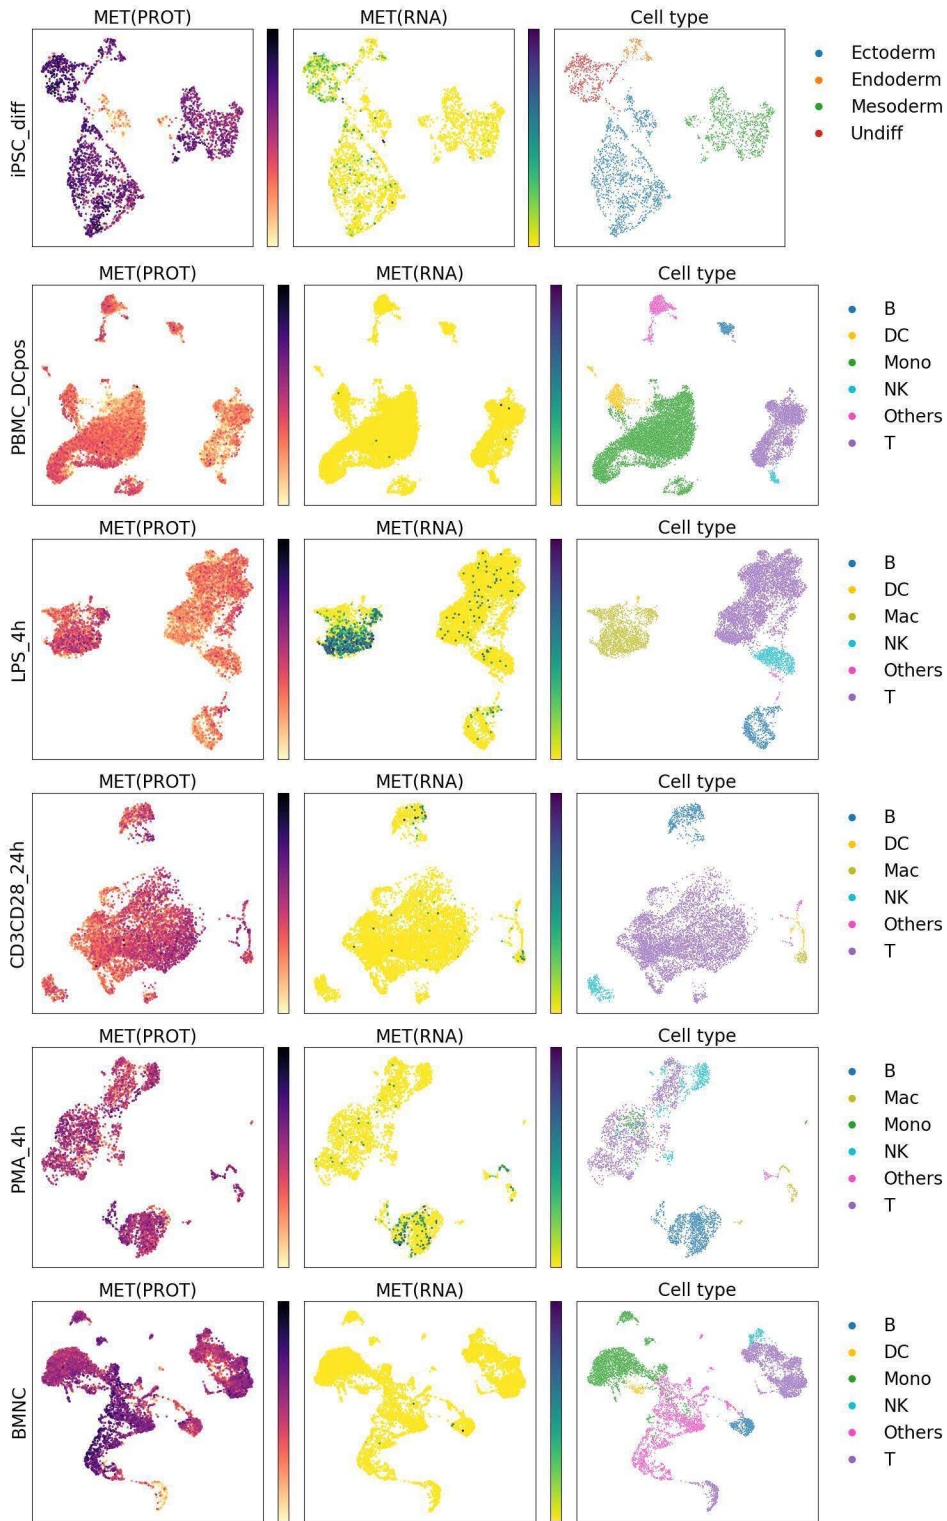 MET(PROT) MET(RNA) Cell type
iPSC_diff
Ectoderm
Endoderm
Mesoderm
Undiff
MET(PROT) MET(RNA) Cell type
PBMC_DCpos
B
DC
Mono
NK
Others
T
MET(PROT) MET(RNA) Cell type
LPS_4h
B
DC
Mac
NK
Others
T
MET(PROT) MET(RNA) Cell type
CD3CD28_24h
B
DC
Mac
NK
Others
T
MET(PROT) MET(RNA) Cell type
PMA_4h
B
Mac
Mono
NK
Others
T
MET(PROT) MET(RNA) Cell type
BMNC
B
DC
Mono
NK
Others
T